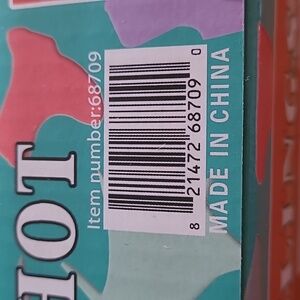 HOT
Item number:68709
8 21472 68709 0
MADE IN CHINA